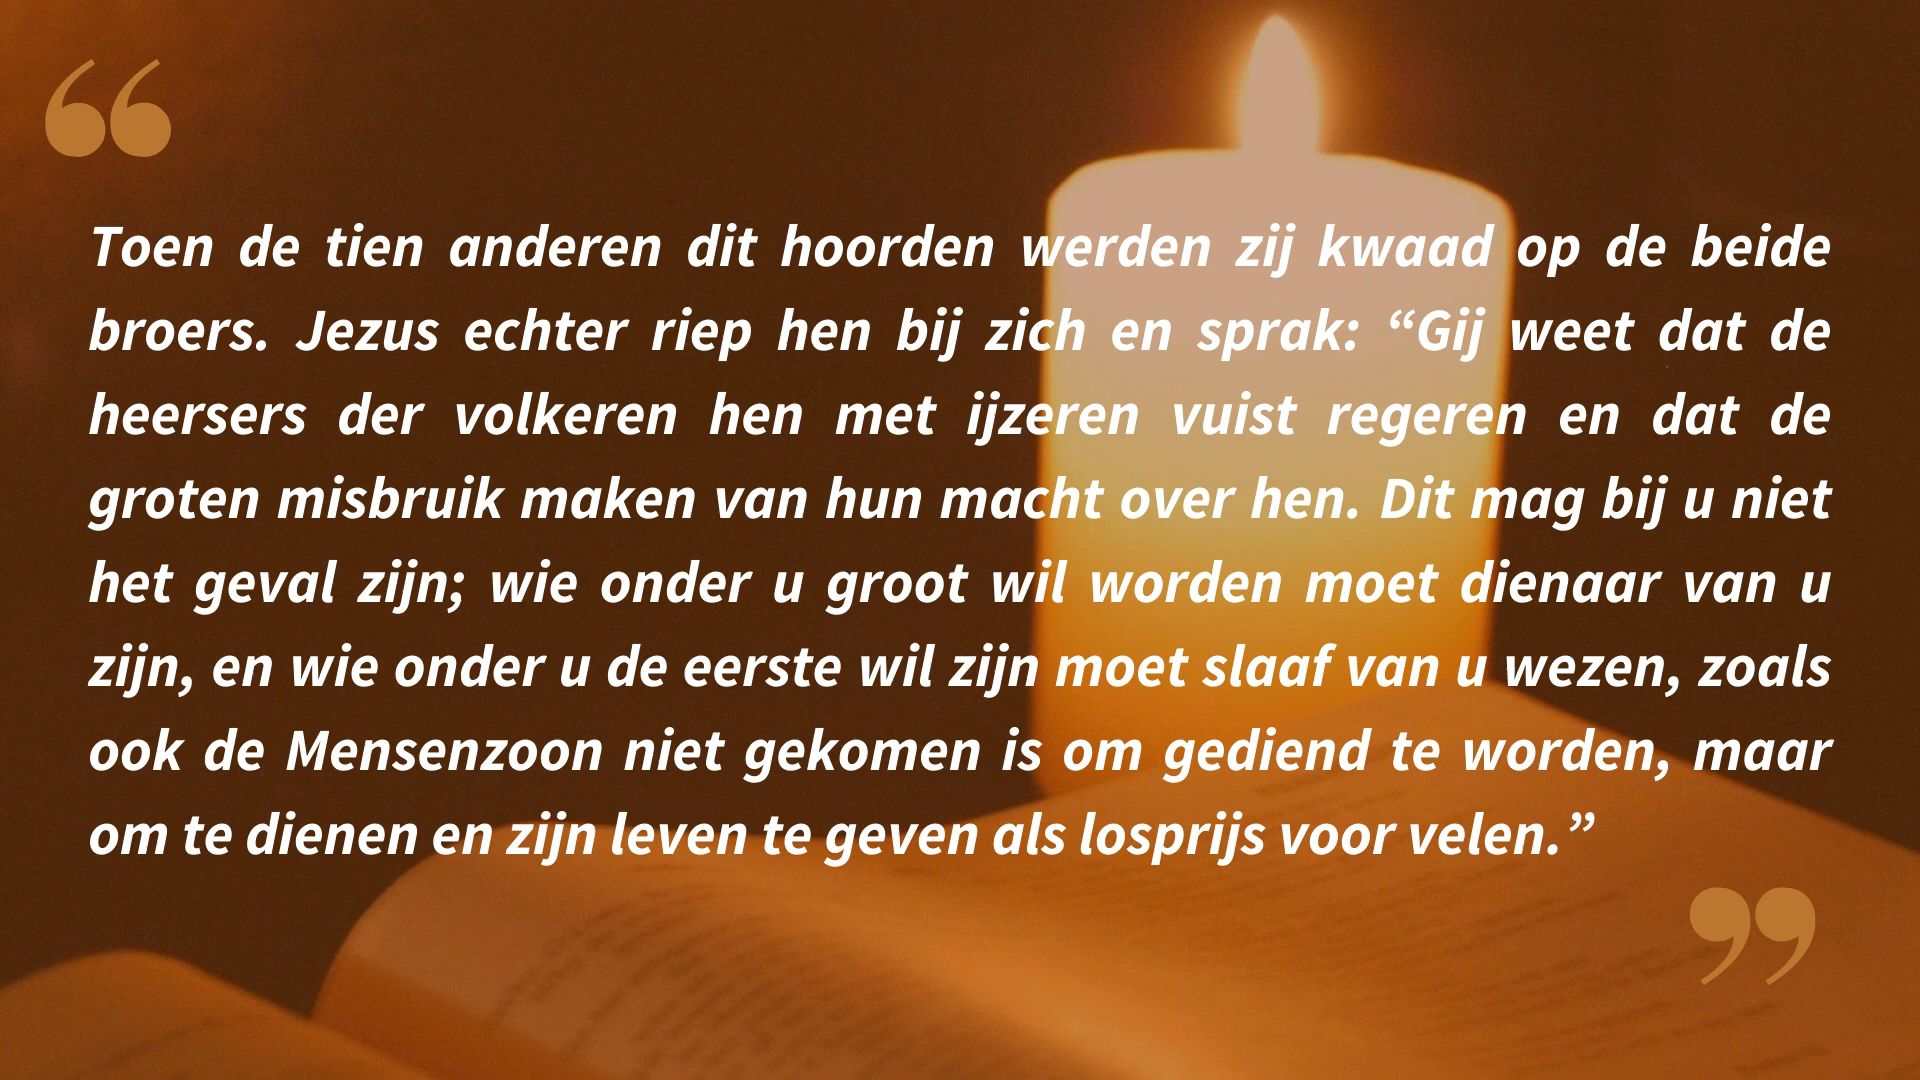 “
Toen de tien anderen dit hoorden werden zij kwaad op de beide
broers. Jezus echter riep hen bij zich en sprak: “Gij weet dat de
heersers der volkeren hen met ijzeren vuist regeren en dat de
groten misbruik maken van hun macht over hen. Dit mag bij u niet
het geval zijn; wie onder u groot wil worden moet dienaar van u
zijn, en wie onder u de eerste wil zijn moet slaaf van u wezen, zoals
ook de Mensenzoon niet gekomen is om gediend te worden, maar
om te dienen en zijn leven te geven als losprijs voor velen.”
”